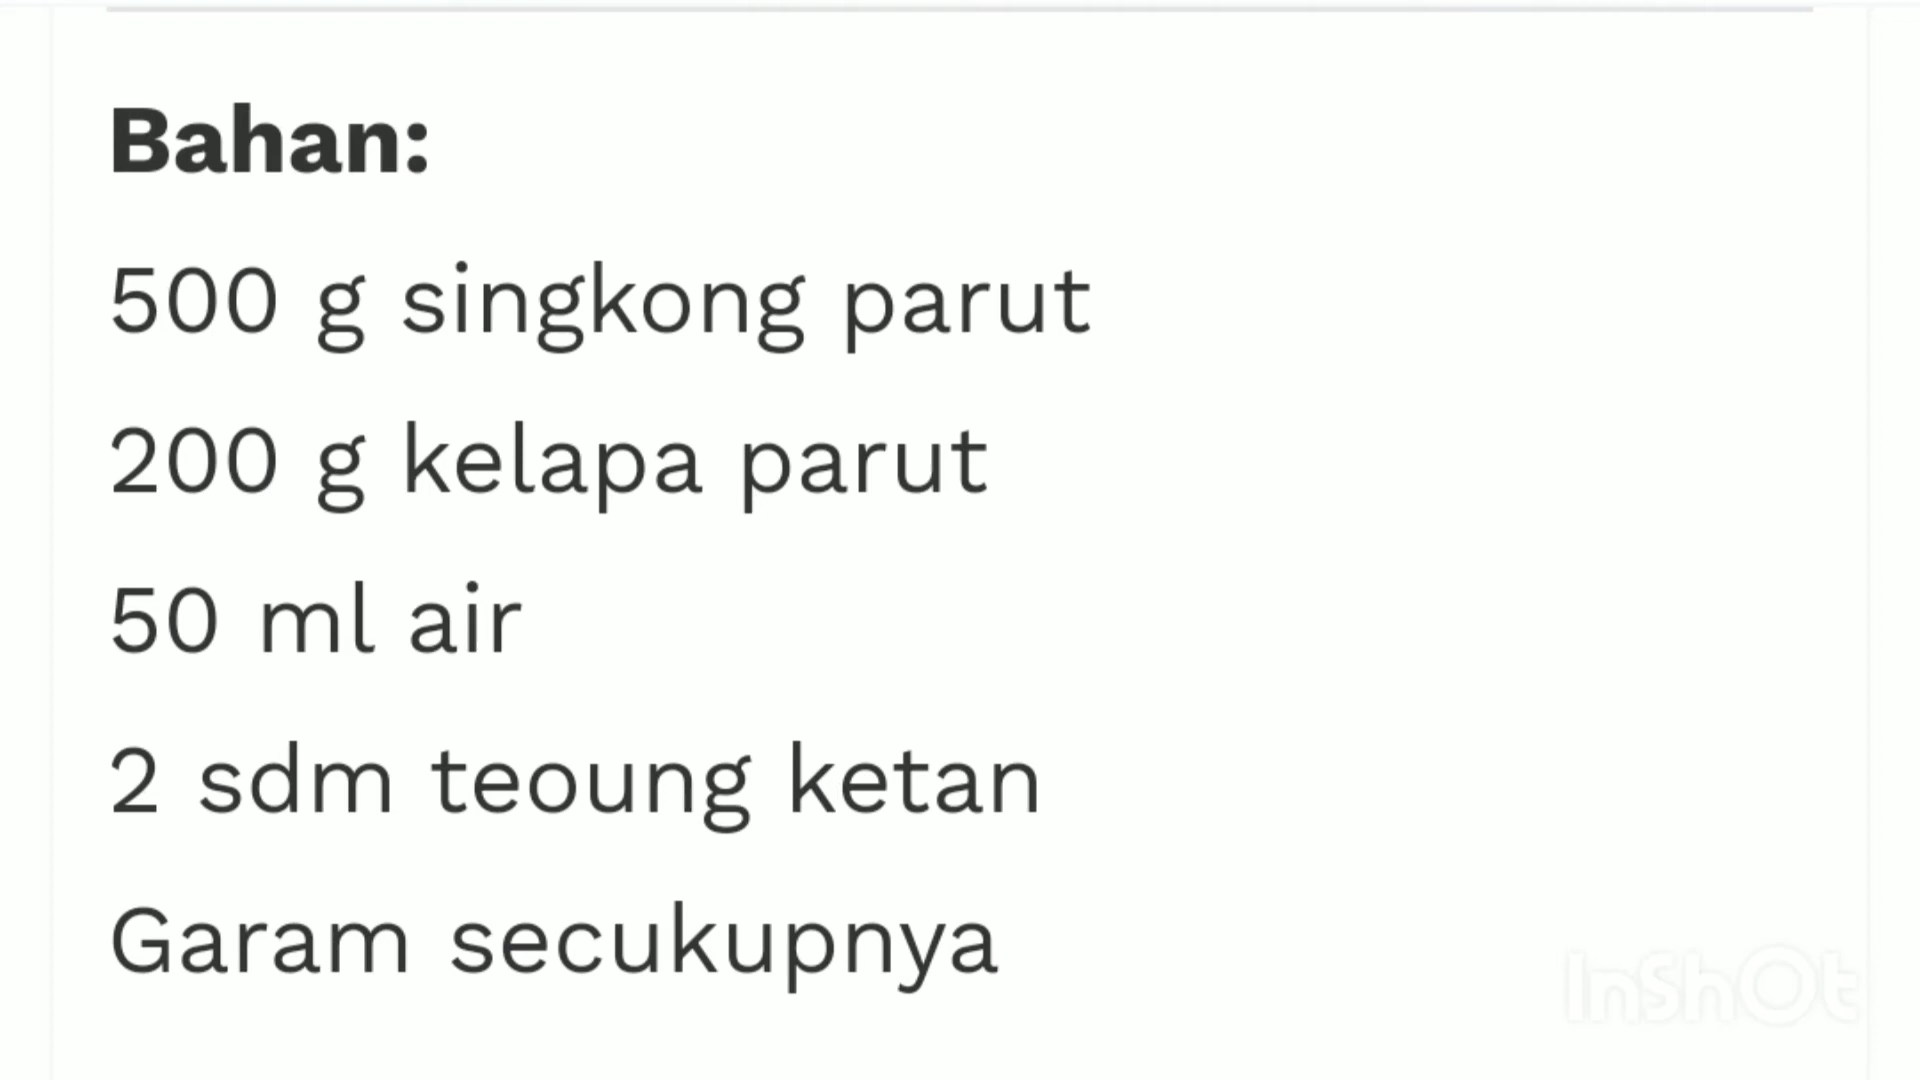 Bahan:
500 g singkong parut
200 g kelapa parut
50 ml air
2 sdm teoung ketan
Garam secukupnya
InShOt